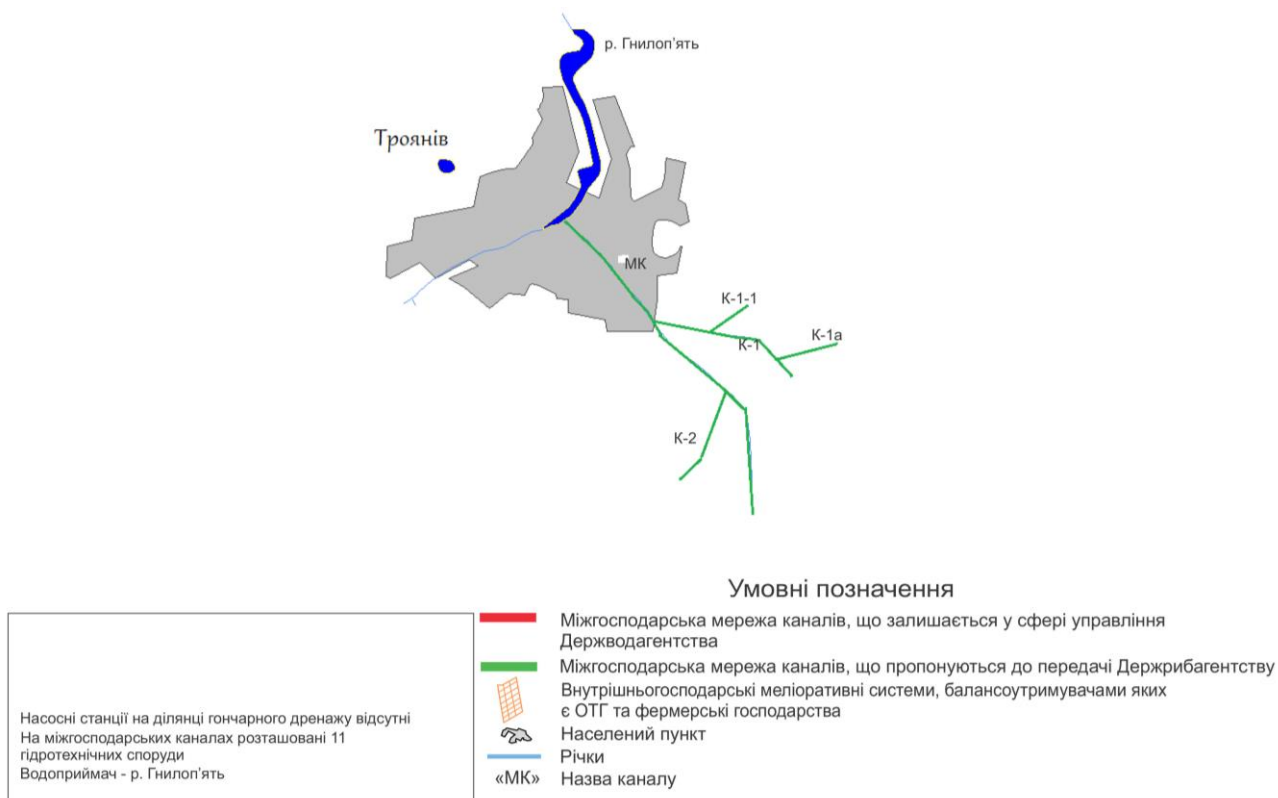 р. Гнилоп'ять
Троянів
МК
К-1-1
К-1
К-1а
К-2
Умовні позначення
Міжгосподарська мережа каналів, що залишається у сфері управління
Держводагентства
Міжгосподарська мережа каналів, що пропонуються до передачі Держрибагентству
Внутрішньогосподарські меліоративні системи, балансоутримувачами яких
є ОТГ та фермерські господарства
Населений пункт
Річки
«МК» Назва каналу
Насосні станції на ділянці гончарного дренажу відсутні
На міжгосподарських каналах розташовані 11
гідротехнічних споруди
Водоприймач - р. Гнилоп'ять